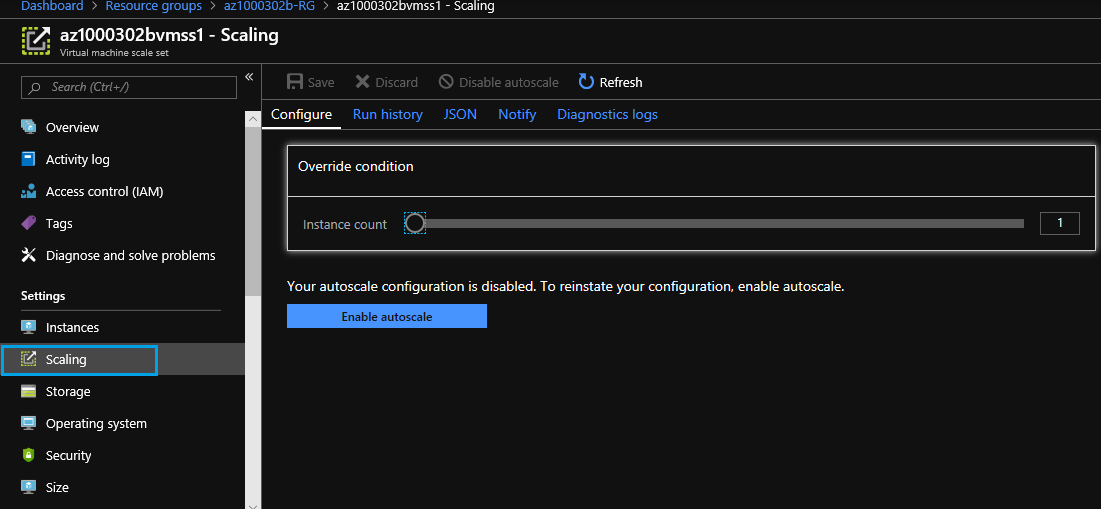 Dashboard > Resource groups > az1000302b-RG > az1000302bvmss1 - Scaling
az1000302bvmss1 - Scaling
Virtual machine scale set
Search (Ctrl+/)
«
Overview
Activity log
Access control (IAM)
Tags
Diagnose and solve problems
Settings
Instances
Scaling
Storage
Operating system
Security
Size
Save Discard Disable autoscale Refresh
Configure Run history JSON Notify Diagnostics logs
Override condition
Instance count 1
Your autoscale configuration is disabled. To reinstate your configuration, enable autoscale.
Enable autoscale